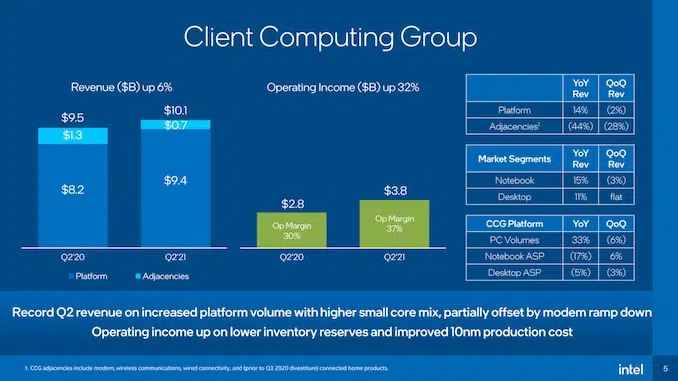 Client Computing Group
Revenue ($B) up 6%
$9.5
$1.3
$8.2
$10.1
$0.7
$9.4
Q2'20
Q2'21
Platform
Adjacencies
Operating Income ($B) up 32%
$2.8
Op Margin
30%
$3.8
Op Margin
37%
Q2'20
Q2'21
YoY Rev QoQ Rev
Platform 14% (2%)
Adjacencies¹ (44%) (28%)
Market Segments YoY Rev QoQ Rev
Notebook 15% (3%)
Desktop 11% flat
CCG Platform YoY QoQ
PC Volumes 33% (6%)
Notebook ASP (17%) 6%
Desktop ASP (5%) (3%)
Record Q2 revenue on increased platform volume with higher small core mix, partially offset by modem ramp down
Operating income up on lower inventory reserves and improved 10nm production cost
1. CCG adjacencies include modem, wireless communications, wired connectivity, and (prior to Q3 2020 divestiture) connected home products.
intel
5